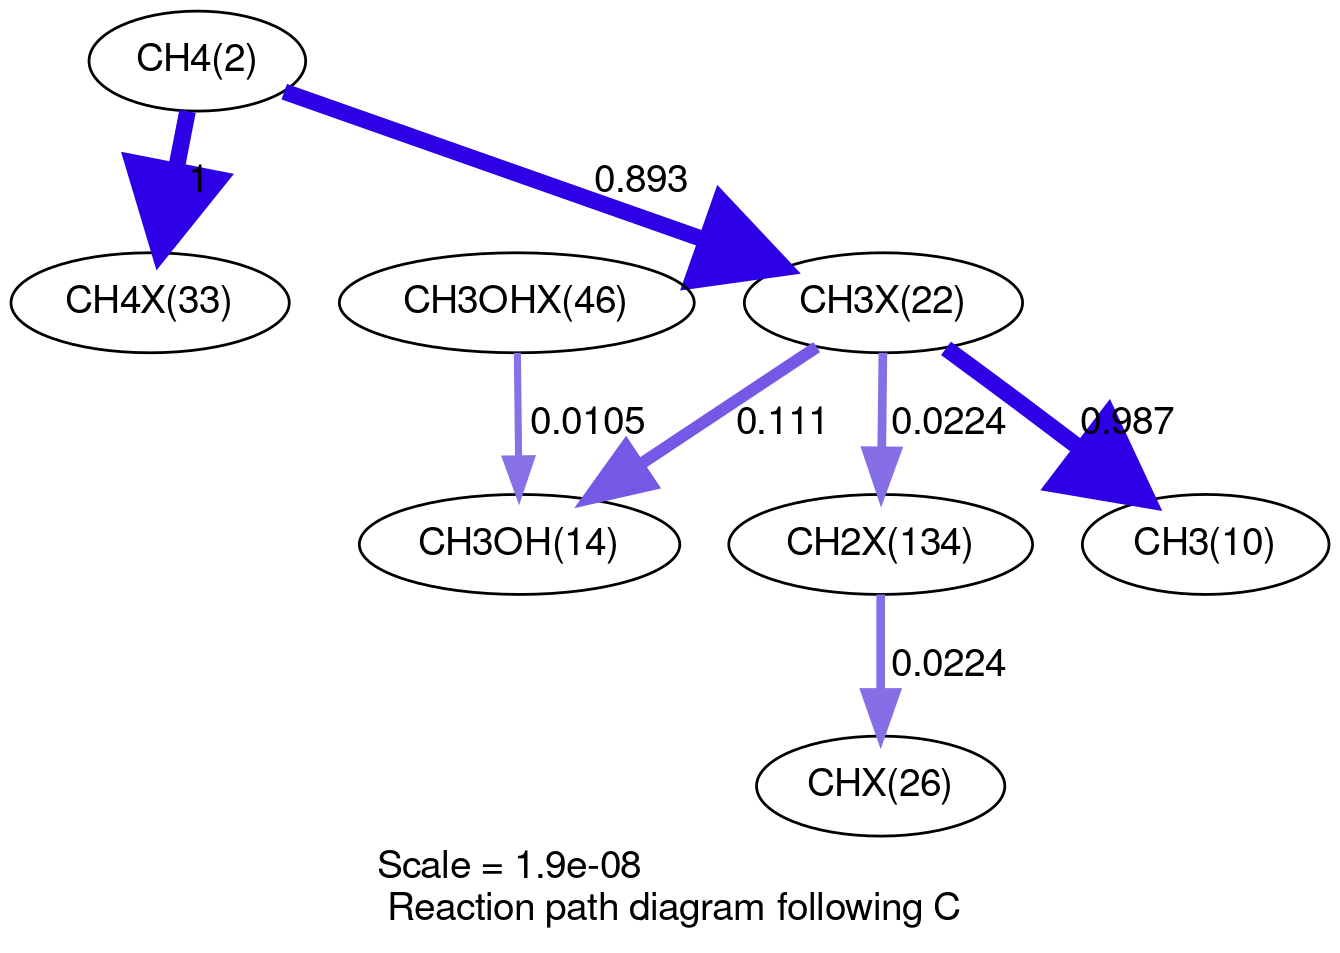 CH4(2)
1
0.893
CH4X(33)
CH3OHX(46)
CH3X(22)
0.0105
0.111
0.0224
0.987
CH3OH(14)
CH2X(134)
CH3(10)
0.0224
CHX(26)
Scale = 1.9e-08
Reaction path diagram following C